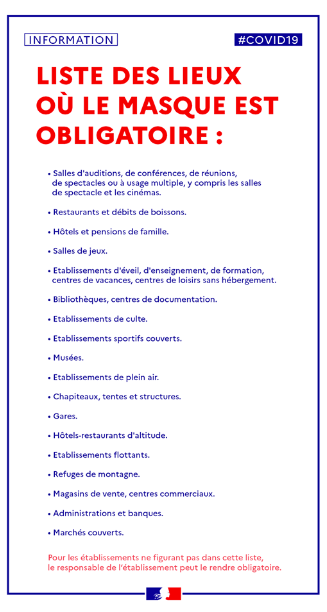 INFORMATION
#COVID19
LISTE DES LIEUX
OÙ LE MASQUE EST
OBLIGATOIRE :
• Salles d'auditions, de conférences, de réunions,
de spectacles ou à usage multiple, y compris les salles
de spectacle et les cinémas.
• Restaurants et débits de boissons.
• Hôtels et pensions de famille.
• Salles de jeux.
• Etablissements d'éveil, d'enseignement, de formation,
centres de vacances, centres de loisirs sans hébergement.
• Bibliothèques, centres de documentation.
• Etablissements de culte.
• Etablissements sportifs couverts.
• Musées.
• Etablissements de plein air.
• Chapiteaux, tentes et structures.
• Gares.
• Hôtels-restaurants d'altitude.
• Etablissements flottants.
• Refuges de montagne.
• Magasins de vente, centres commerciaux.
• Administrations et banques.
• Marchés couverts.
Pour les établissements ne figurant pas dans cette liste,
le responsable de l'établissement peut le rendre obligatoire.